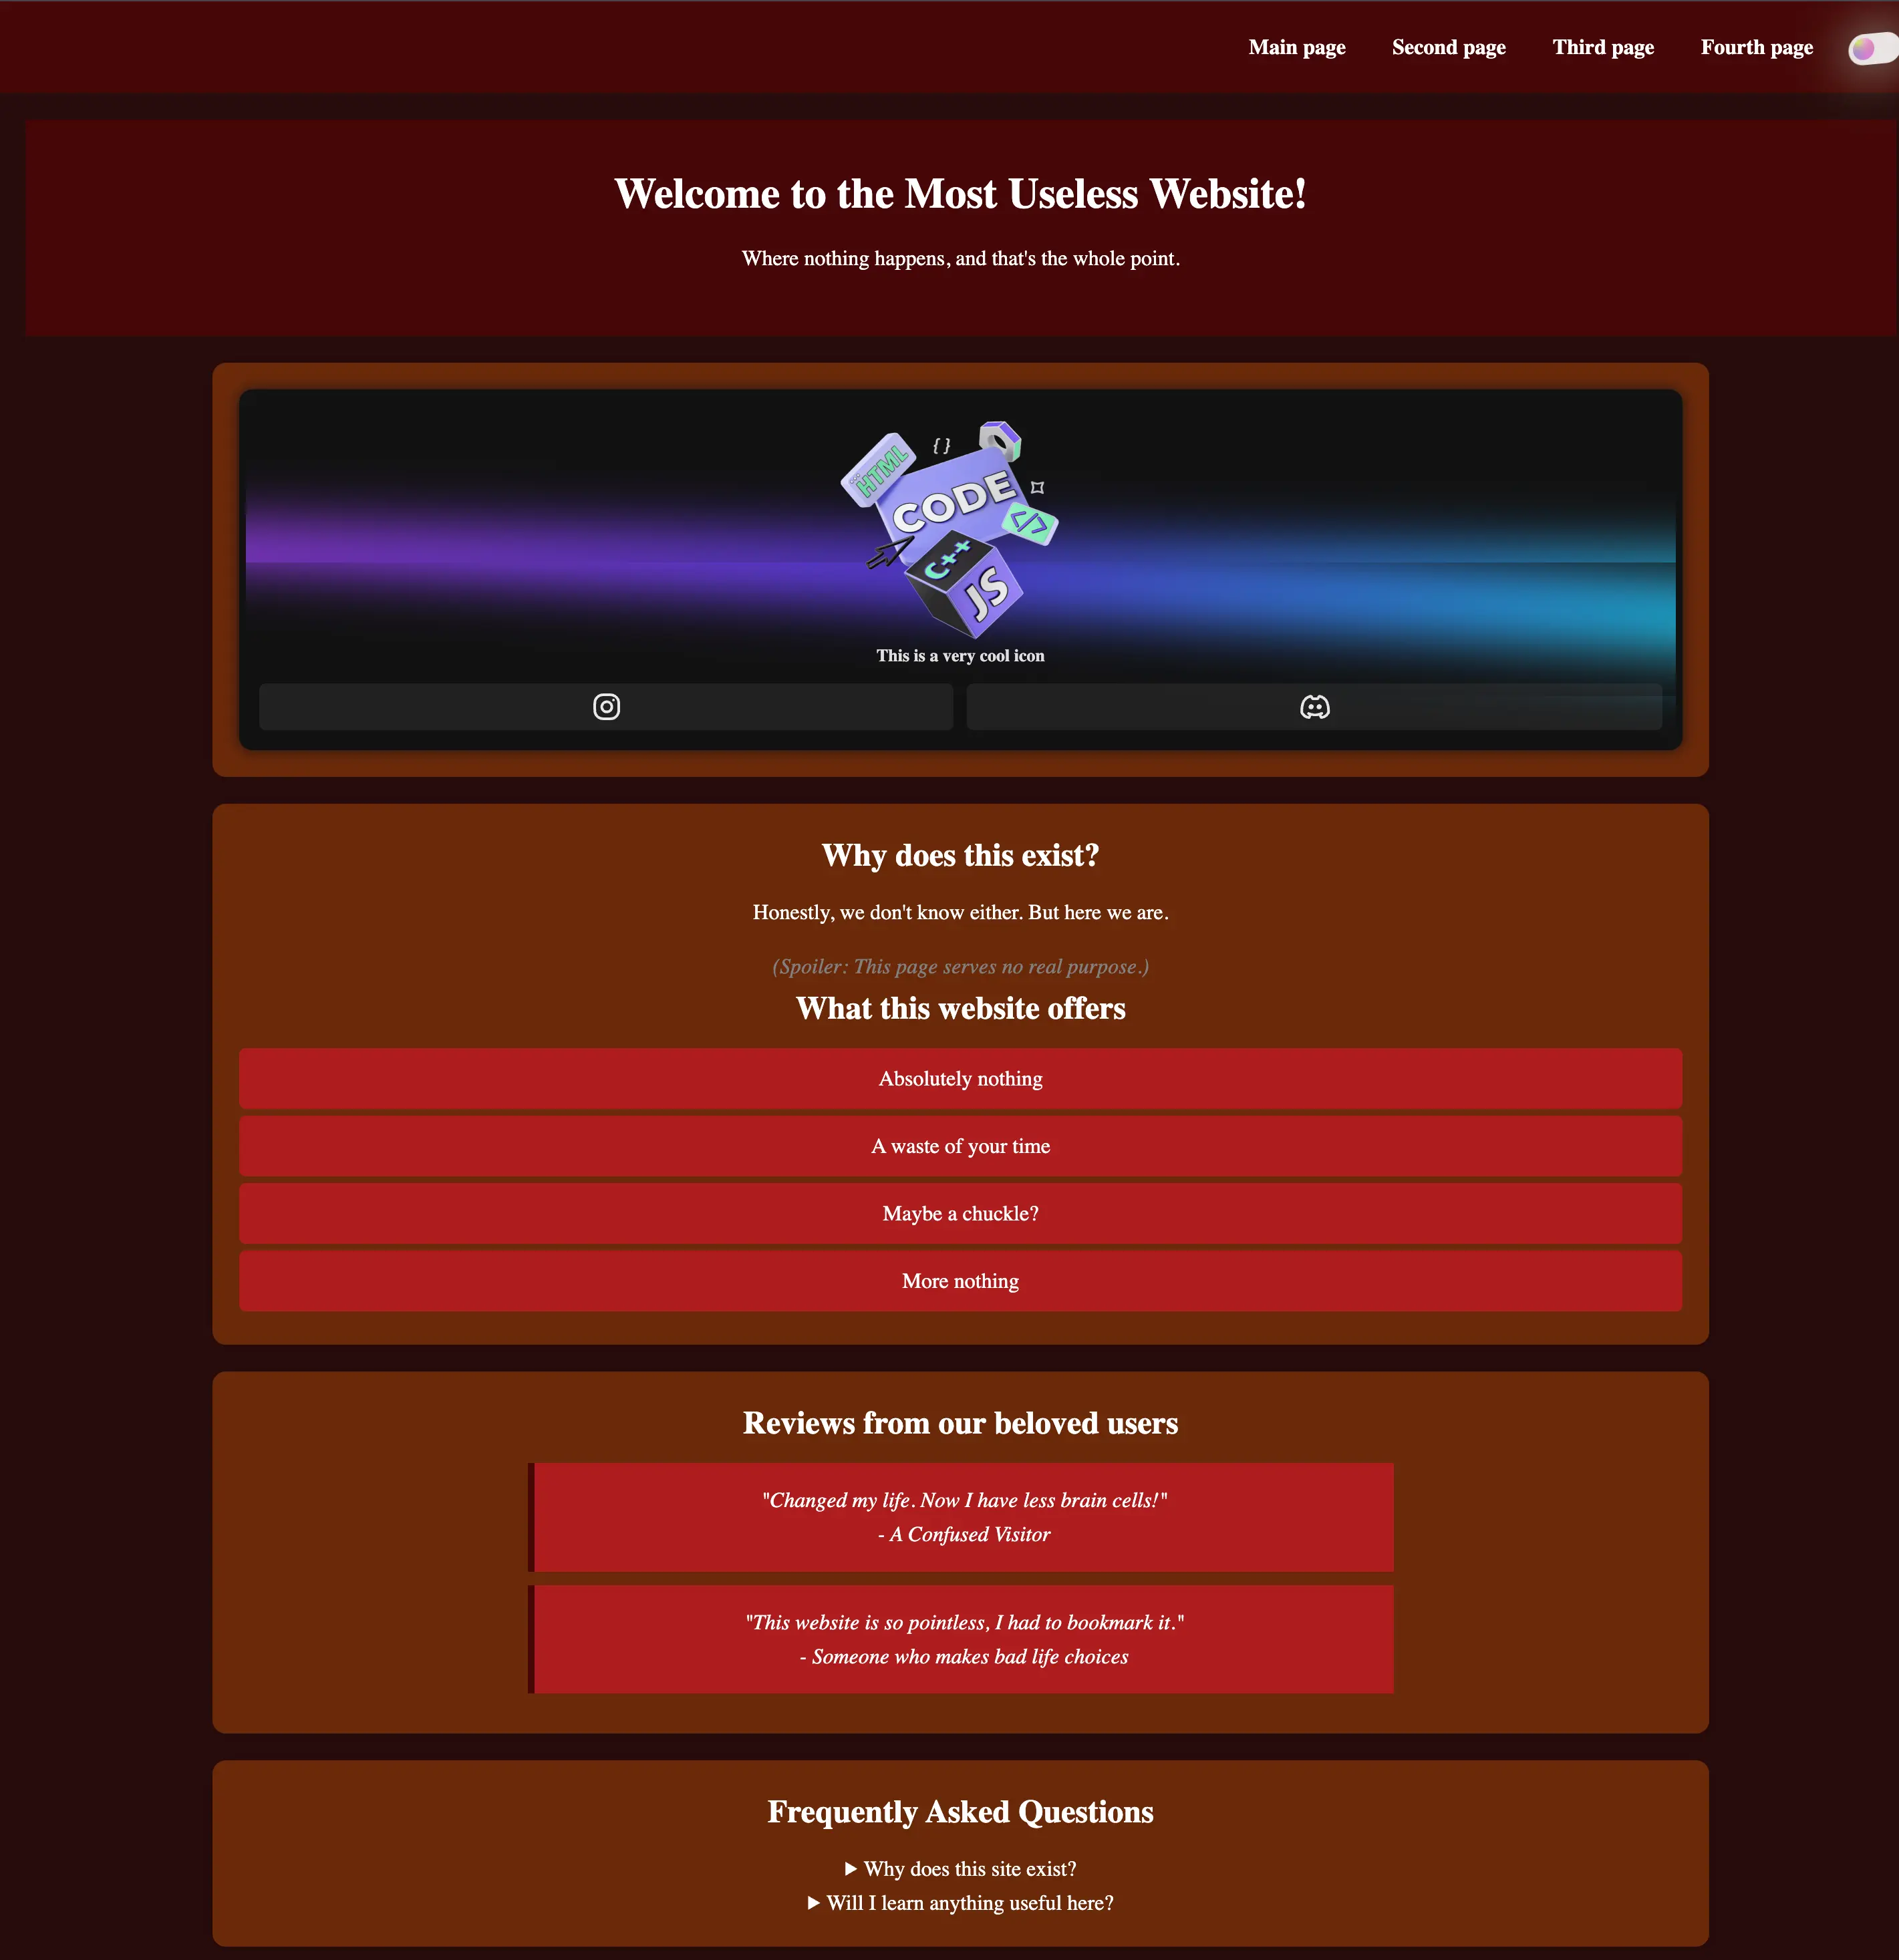 Main page Second page Third page Fourth page
Welcome to the Most Useless Website!
Where nothing happens, and that's the whole point.
HTML
{ }
CODE
</>
C++
JS
This is a very cool icon
Why does this exist?
Honestly, we don't know either. But here we are.
(Spoiler: This page serves no real purpose.)
What this website offers
Absolutely nothing
A waste of your time
Maybe a chuckle?
More nothing
Reviews from our beloved users
"Changed my life. Now I have less brain cells!"
- A Confused Visitor
"This website is so pointless, I had to bookmark it."
- Someone who makes bad life choices
Frequently Asked Questions
Why does this site exist?
Will I learn anything useful here?